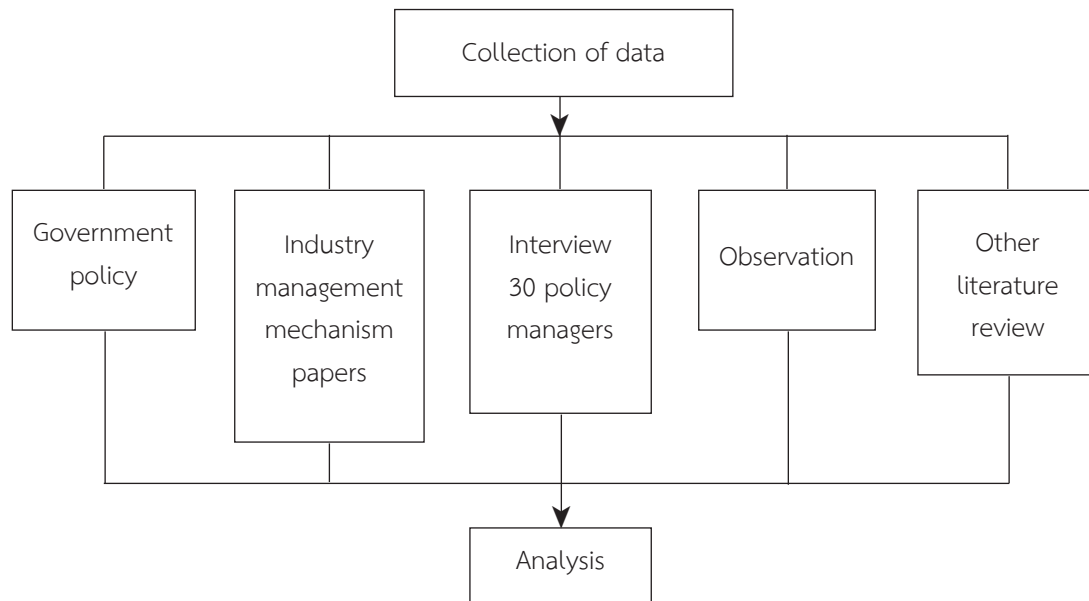 Collection of data
Government
policy
Industry
management
mechanism
papers
Interview
30 policy
managers
Observation
Other
literature
review
Analysis